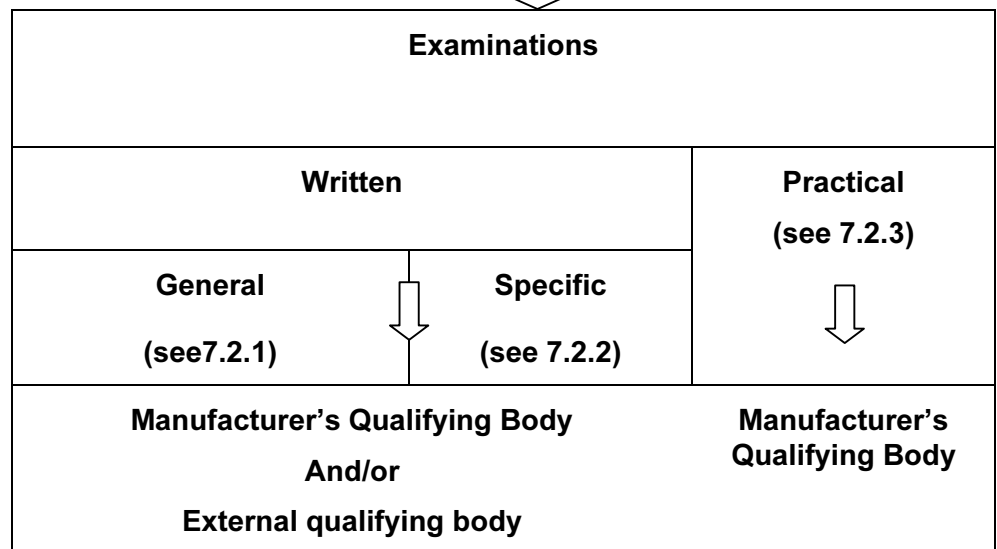 Examinations
Written
Practical
(see 7.2.3)
General
(see7.2.1)
Specific
(see 7.2.2)
Manufacturer’s Qualifying Body
And/or
External qualifying body
Manufacturer’s
Qualifying Body